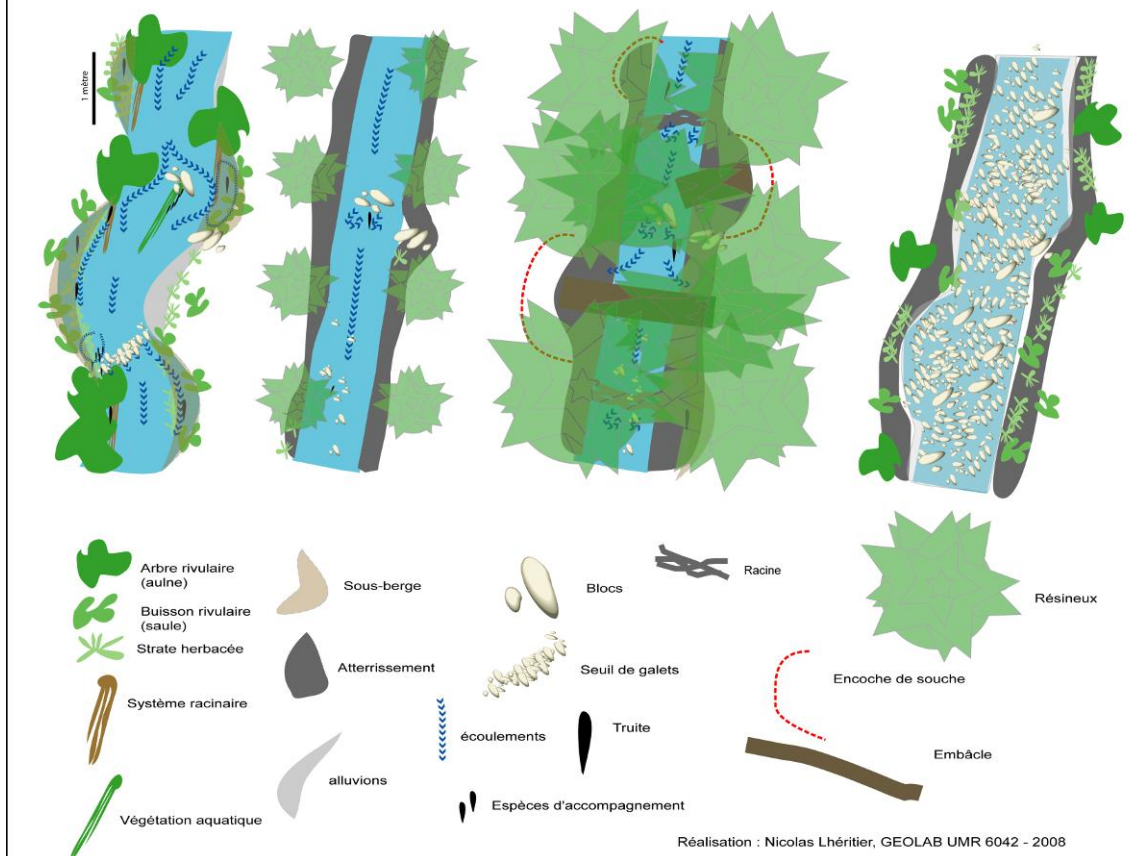 1 mètre
Arbre rivulaire
(aulne)
Buisson rivulaire
(saule)
Strate herbacée
Système racinaire
Végétation aquatique
Sous-berge
Atterrissement
alluvions
Blocs
Seuil de galets
écoulements
Truite
Espèces d'accompagnement
Racine
Résineux
Encoche de souche
Embâcle
Réalisation : Nicolas Lhéritier, GEOLAB UMR 6042 - 2008